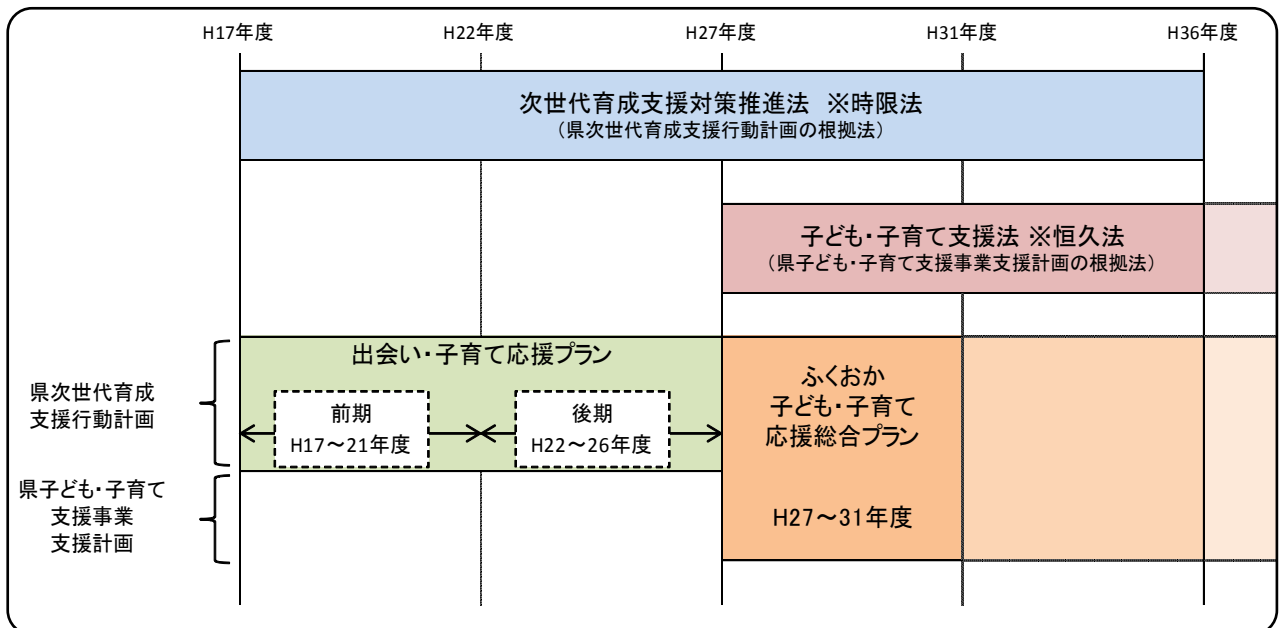 H17年度 H22年度 H27年度 H31年度 H36年度
次世代育成支援対策推進法 ※時限法
（県次世代育成支援行動計画の根拠法）
子ども・子育て支援法 ※恒久法
（県子ども・子育て支援事業支援計画の根拠法）
県次世代育成
支援行動計画
出会い・子育て応援プラン
前期
H17～21年度
後期
H22～26年度
ふくおか
子ども・子育て
応援総合プラン
H27～31年度
県子ども・子育て
支援事業
支援計画